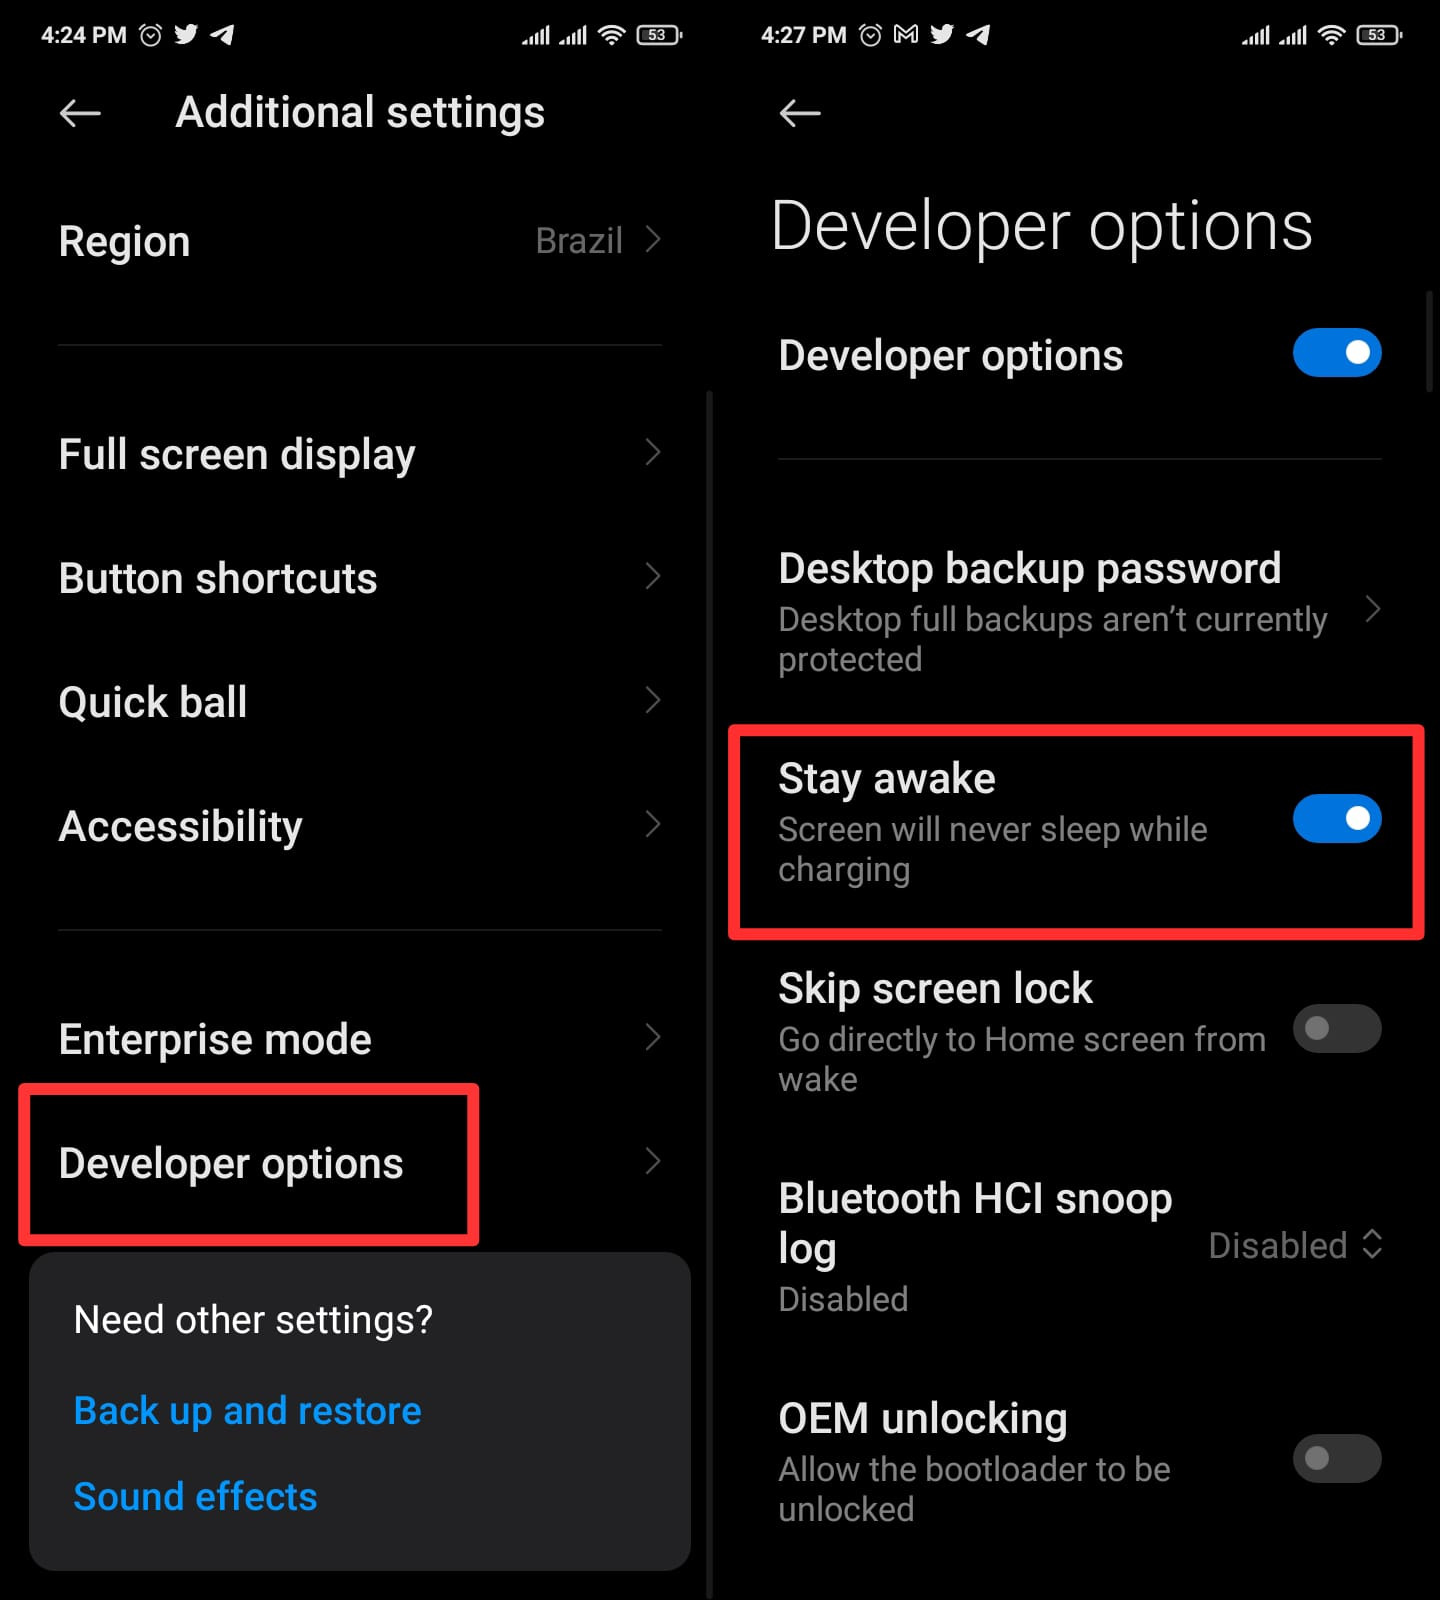 4:24 PM
53
Additional settings
Region
Brazil
Full screen display
Button shortcuts
Quick ball
Accessibility
Enterprise mode
Developer options
Need other settings?
Back up and restore
Sound effects
4:27 PM
53
Developer options
Developer options
Desktop backup password
Desktop full backups aren’t currently
protected
Stay awake
Screen will never sleep while
charging
Skip screen lock
Go directly to Home screen from
wake
Bluetooth HCI snoop
log
Disabled
Disabled
OEM unlocking
Allow the bootloader to be
unlocked